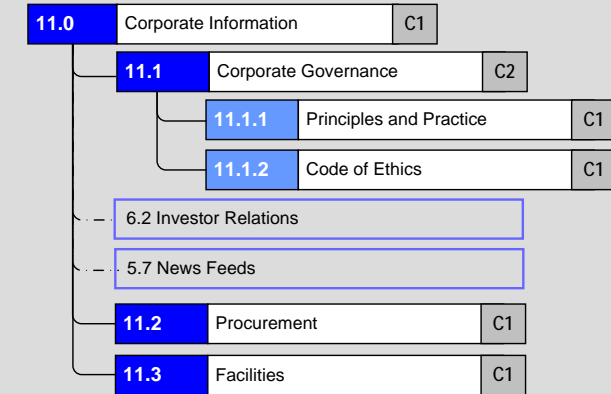 11.0 Corporate Information C1
11.1 Corporate Governance C2
11.1.1 Principles and Practice C1
11.1.2 Code of Ethics C1
6.2 Investor Relations
5.7 News Feeds
11.2 Procurement C1
11.3 Facilities C1